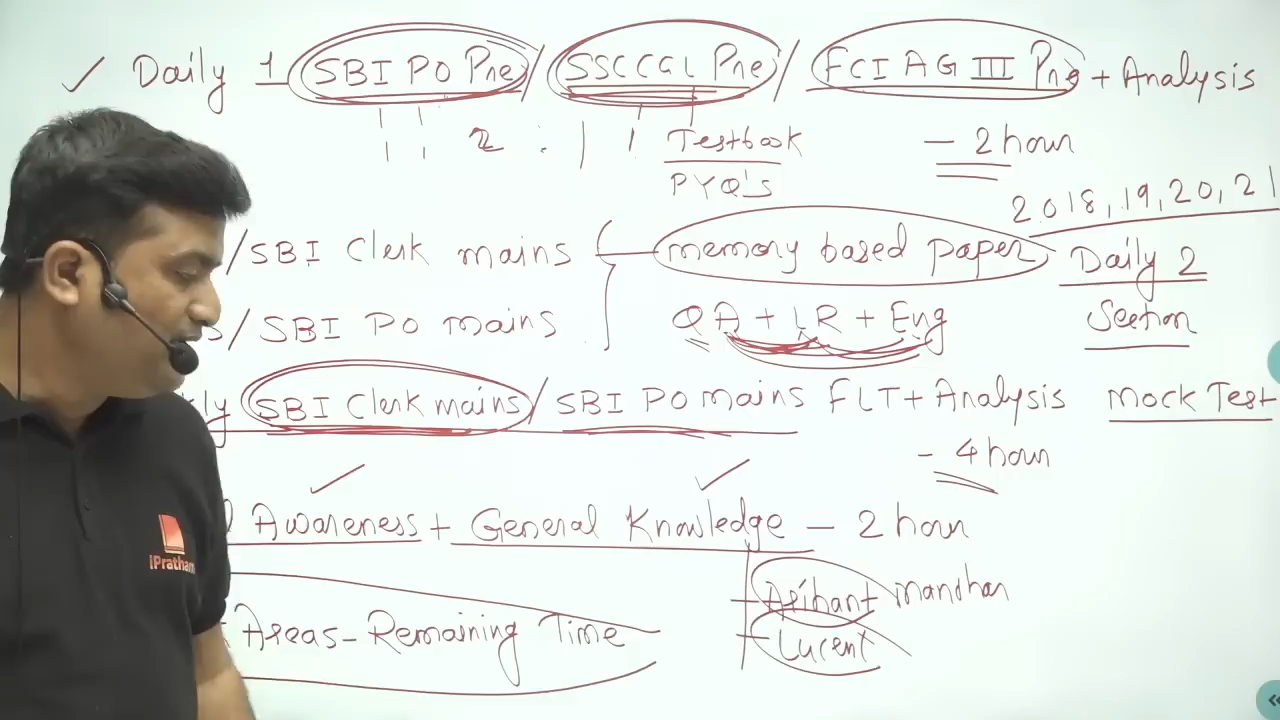 ✓ Daily 1 SBI PO Pre / SSC CGL Pre / FCI AG III Pre + Analysis
2 : 1 Testbook - 2 hour
PYQ's
2018, 19, 20, 21
/SBI Clerk mains memory based paper Daily 2
/SBI PO mains QA + LR + Eng Section
SBI Clerk mains / SBI PO mains FLT + Analysis Mock Test
- 4 hour
Awareness + General Knowledge - 2 hour
Arihant manohar
Areas - Remaining Time
Lucent
iPratham